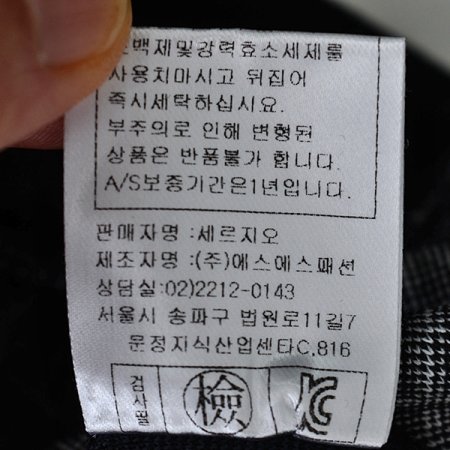 표백제및강력효소세제를
사용치마시고 뒤집어
즉시세탁하십시요.
부주의로 인해 변형된
상품은 반품불가 합니다.
A/S보증기간은1년입니다.
판매자명 : 세르지오
제조자명 : (주)에스에스패션
상담실:02)2212-0143
서울시 송파구 법원로11길7
문정지식산업센타C,816
검사필
檢
KC